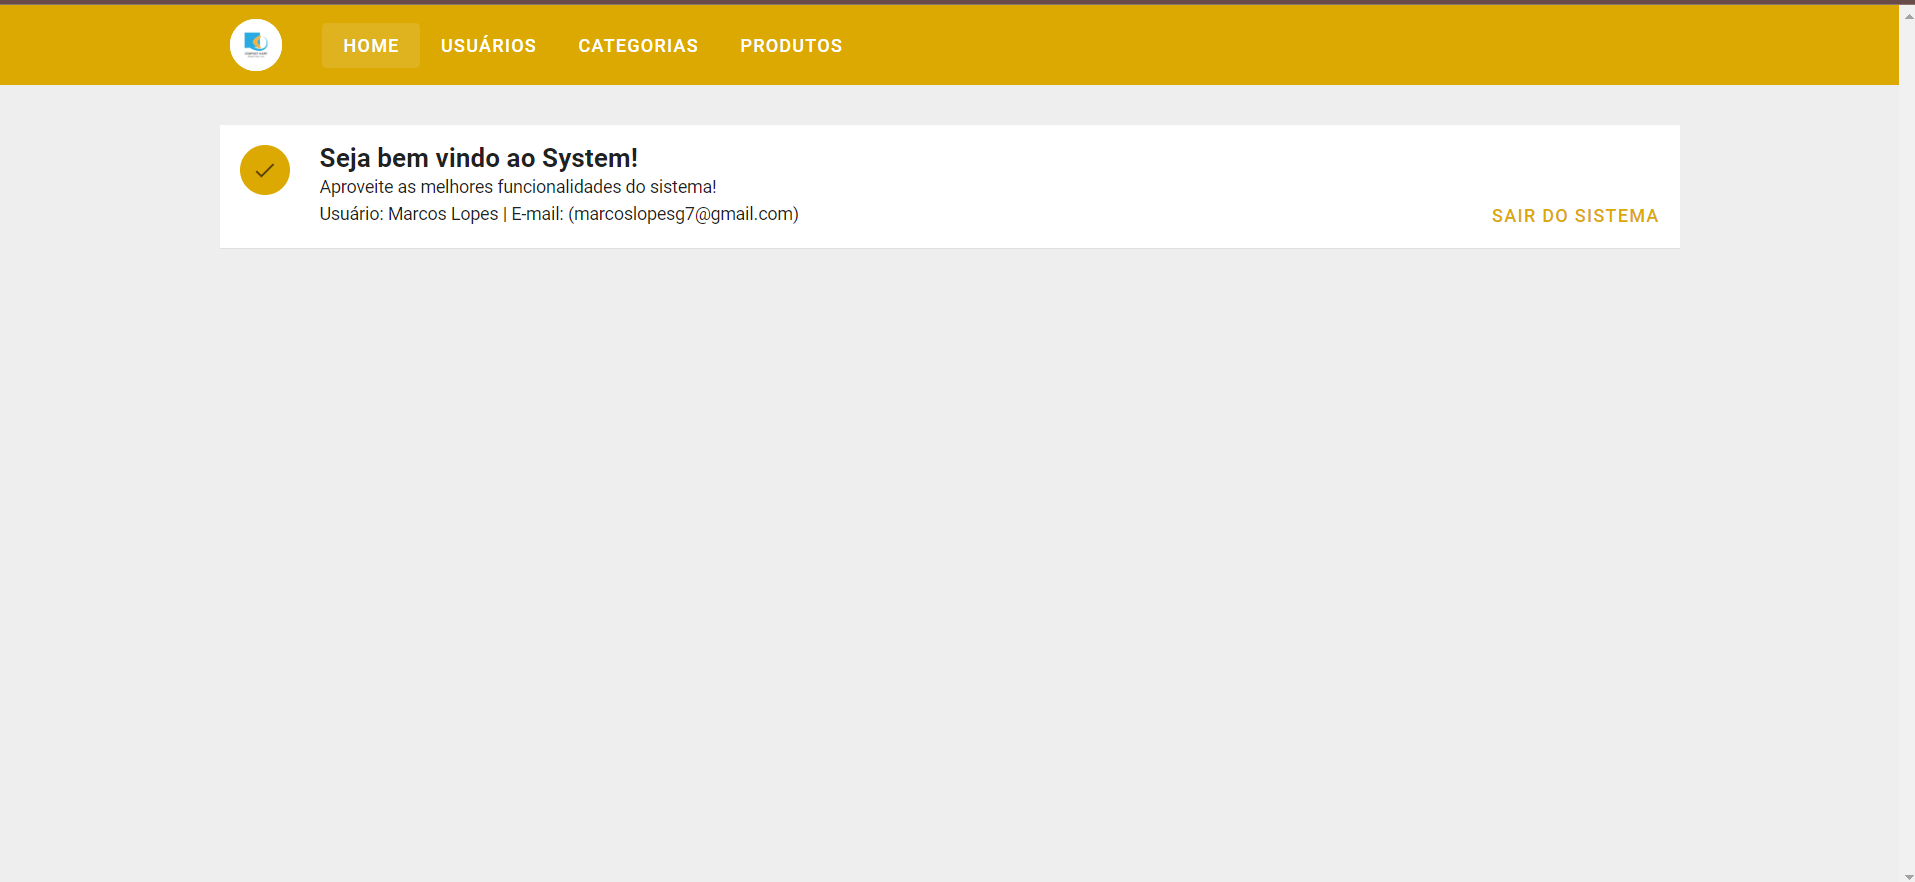 HOME USUÁRIOS CATEGORIAS PRODUTOS
Seja bem vindo ao System!
Aproveite as melhores funcionalidades do sistema!
Usuário: Marcos Lopes | E-mail: (marcoslopesg7@gmail.com)
SAIR DO SISTEMA